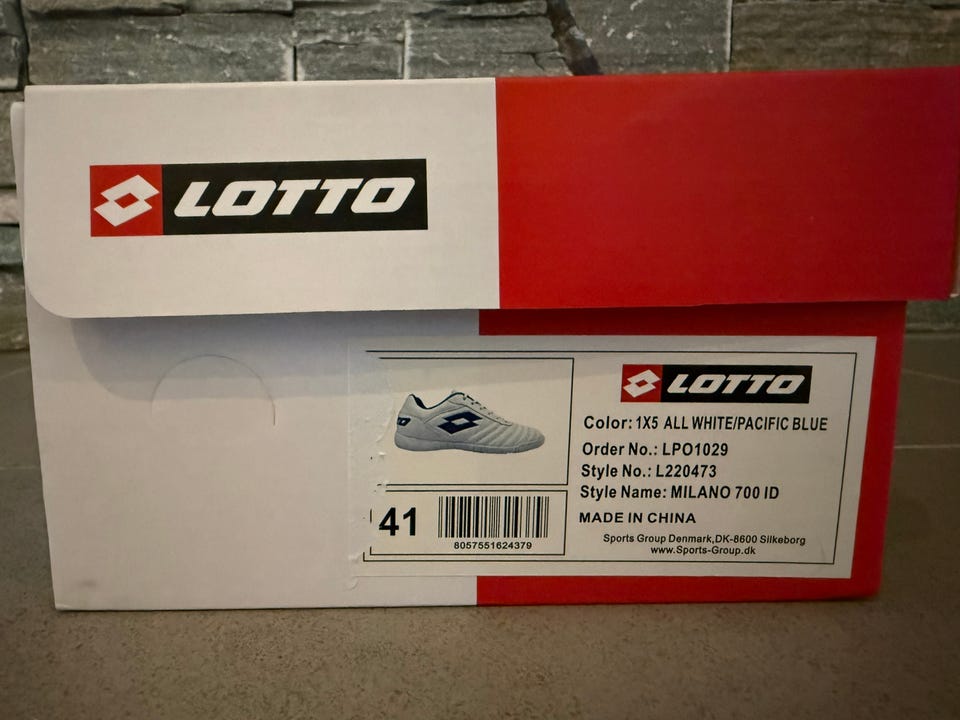 LOTTO
LOTTO
Color: 1X5 ALL WHITE/PACIFIC BLUE
Order No.: LPO1029
Style No.: L220473
Style Name: MILANO 700 ID
MADE IN CHINA
Sports Group Denmark,DK-8600 Silkeborg
www.Sports-Group.dk
41
8057551624379